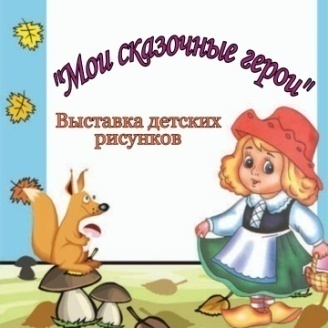 "Мои сказочные герои"
Выставка детских
рисунков